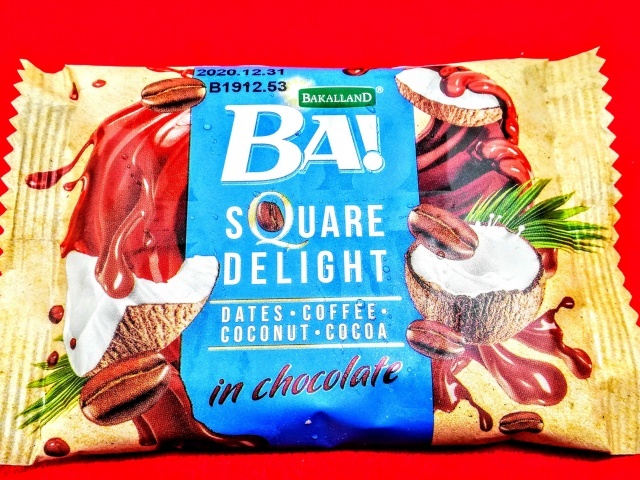 2020.12.31
B1912.53
BAKALLAND®
BA!
SQUARE
DELIGHT
DATES • COFFEE •
COCONUT • COCOA
in chocolate